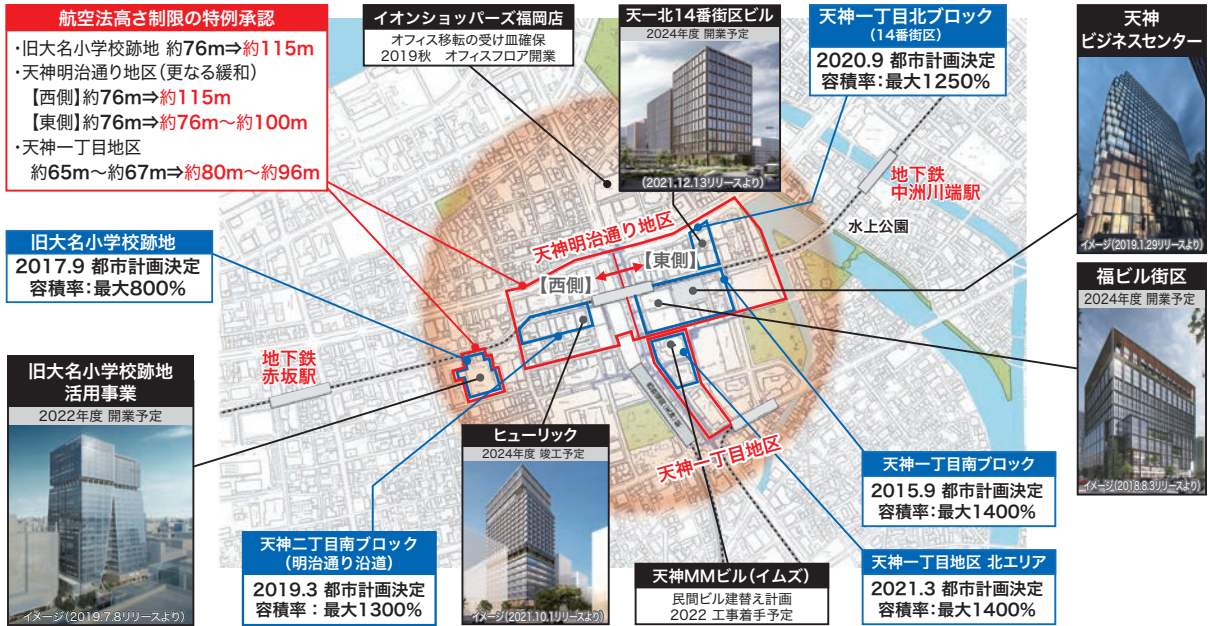 航空法高さ制限の特例承認
・旧大名小学校跡地 約76m⇒約115m
・天神明治通り地区(更なる緩和)
【西側】約76m⇒約115m
【東側】約76m⇒約76m〜約100m
・天神一丁目地区
約65m〜約67m⇒約80m〜約96m
イオンショッパーズ福岡店
オフィス移転の受け皿確保
2019秋 オフィスフロア開業
天一北14番街区ビル
2024年度 開業予定
(2021.12.13リリースより)
天神一丁目北ブロック
(14番街区)
2020.9 都市計画決定
容積率:最大1250%
天神
ビジネスセンター
イメージ(2019.1.29リリースより)
旧大名小学校跡地
2017.9 都市計画決定
容積率:最大800%
天神明治通り地区
【西側】
【東側】
地下鉄
中洲川端駅
水上公園
福ビル街区
2024年度 開業予定
イメージ(2018.8.3リリースより)
地下鉄
赤坂駅
旧大名小学校跡地
活用事業
2022年度 開業予定
イメージ(2019.7.8リリースより)
天神二丁目南ブロック
(明治通り沿道)
2019.3 都市計画決定
容積率:最大1300%
ヒューリック
2024年度 竣工予定
イメージ(2021.10.1リリースより)
天神一丁目地区
天神MMビル(イムズ)
民間ビル建替え計画
2022 工事着手予定
天神一丁目南ブロック
2015.9 都市計画決定
容積率:最大1400%
天神一丁目地区 北エリア
2021.3 都市計画決定
容積率:最大1400%